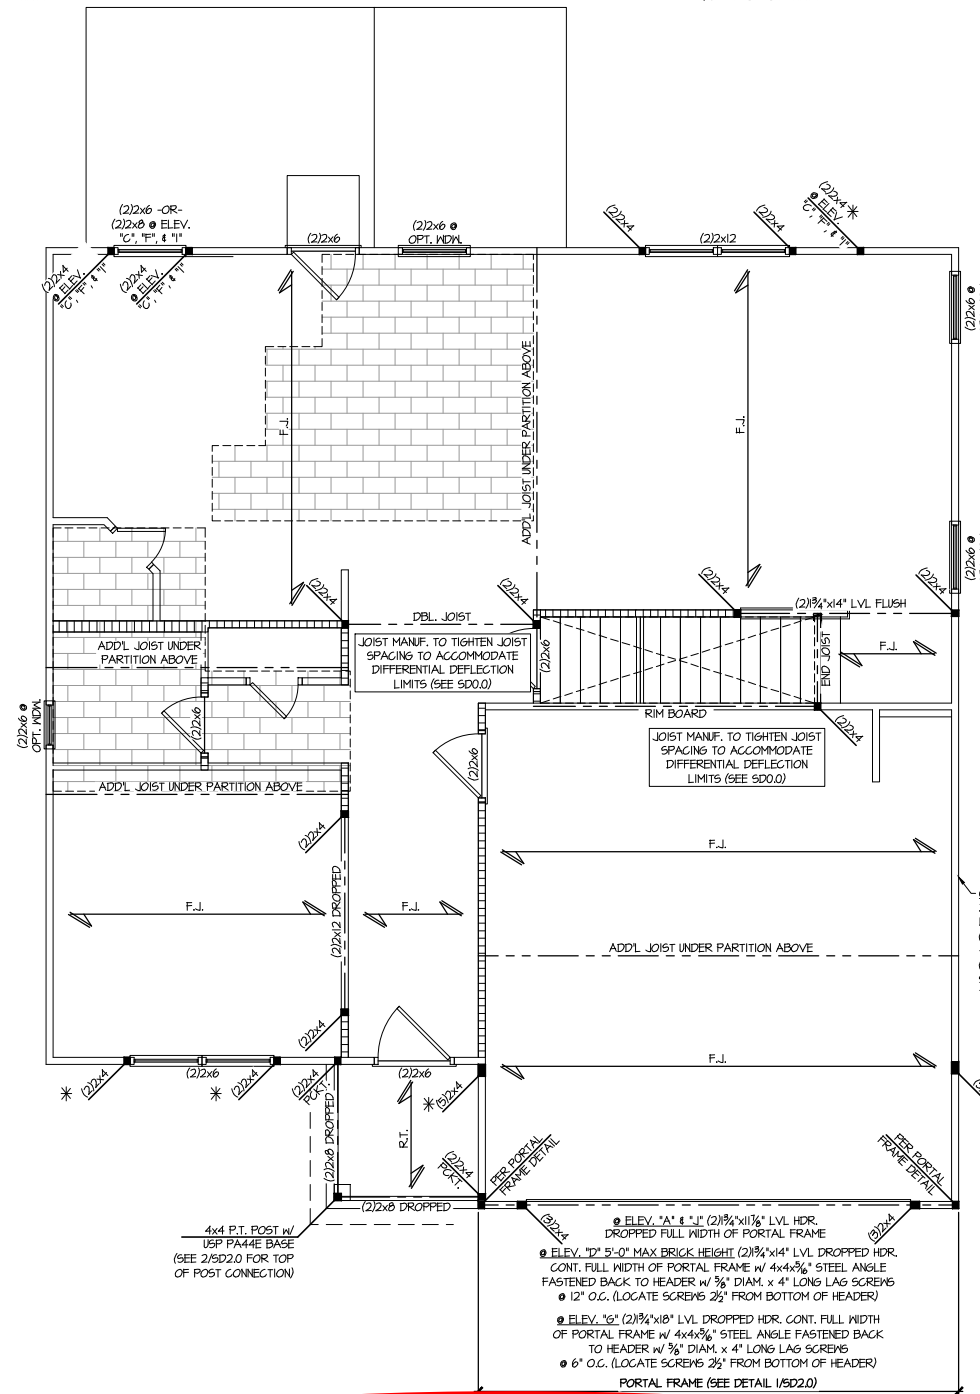 (2)2x6 -OR-
(2)2x8 @ ELEV.
"C", "F", & "I"
(2)2x6
(2)2x6 @
OPT. WDW.
(2)2x4
(2)2x12
(2)2x4
(2)2x4
@ ELEV.
"C", "F", & "I"
(2)2x4
@ ELEV.
"C", "F", & "I"
(2)2x4
@ ELEV.
"C", "F", & "I"
(2)2x6 @
F.J.
ADD'L JOIST UNDER PARTITION ABOVE
F.J.
(2)2x6 @
(2)2x4
(2)2x4
(2)2x4
(2)2x4
DBL. JOIST
(2)1¾"x14" LVL FLUSH
ADD'L JOIST UNDER
PARTITION ABOVE
JOIST MANUF. TO TIGHTEN JOIST
SPACING TO ACCOMMODATE
DIFFERENTIAL DEFLECTION
LIMITS (SEE SD0.0)
(2)2x6
END JOIST
F.J.
(2)2x6 @
OPT. WDW.
(2)2x6
RIM BOARD
(2)2x4
JOIST MANUF. TO TIGHTEN JOIST
SPACING TO ACCOMMODATE
DIFFERENTIAL DEFLECTION
LIMITS (SEE SD0.0)
(2)2x6
ADD'L JOIST UNDER PARTITION ABOVE
(2)2x4
F.J.
F.J.
F.J.
(2)2x12 DROPPED
ADD'L JOIST UNDER PARTITION ABOVE
(2)2x4
F.J.
(2)2x6
(2)2x6
* (2)2x4
* (2)2x4
(2)2x4
PCKT.
* (5)2x4
(2)2x8 DROPPED
R.T.
(2)2x4
PCKT.
PER PORTAL
FRAME DETAIL
PER PORTAL
FRAME DETAIL
(2)2x8 DROPPED
(3)2x4
(3)2x4
4x4 P.T. POST W/
USP PA44E BASE
(SEE 2/SD2.0 FOR TOP
OF POST CONNECTION)
@ ELEV. "A" & "J" (2)1¾"x11⅞" LVL HDR.
DROPPED FULL WIDTH OF PORTAL FRAME
@ ELEV. "D" 5'-0" MAX BRICK HEIGHT (2)1¾"x14" LVL DROPPED HDR.
CONT. FULL WIDTH OF PORTAL FRAME W/ 4x4x5/16" STEEL ANGLE
FASTENED BACK TO HEADER W/ ⅝" DIAM. x 4" LONG LAG SCREWS
@ 12" O.C. (LOCATE SCREWS 2½" FROM BOTTOM OF HEADER)
@ ELEV. "G" (2)1¾"x18" LVL DROPPED HDR. CONT. FULL WIDTH
OF PORTAL FRAME W/ 4x4x5/16" STEEL ANGLE FASTENED BACK
TO HEADER W/ ⅝" DIAM. x 4" LONG LAG SCREWS
@ 6" O.C. (LOCATE SCREWS 2½" FROM BOTTOM OF HEADER)
PORTAL FRAME (SEE DETAIL 1/SD2.0)